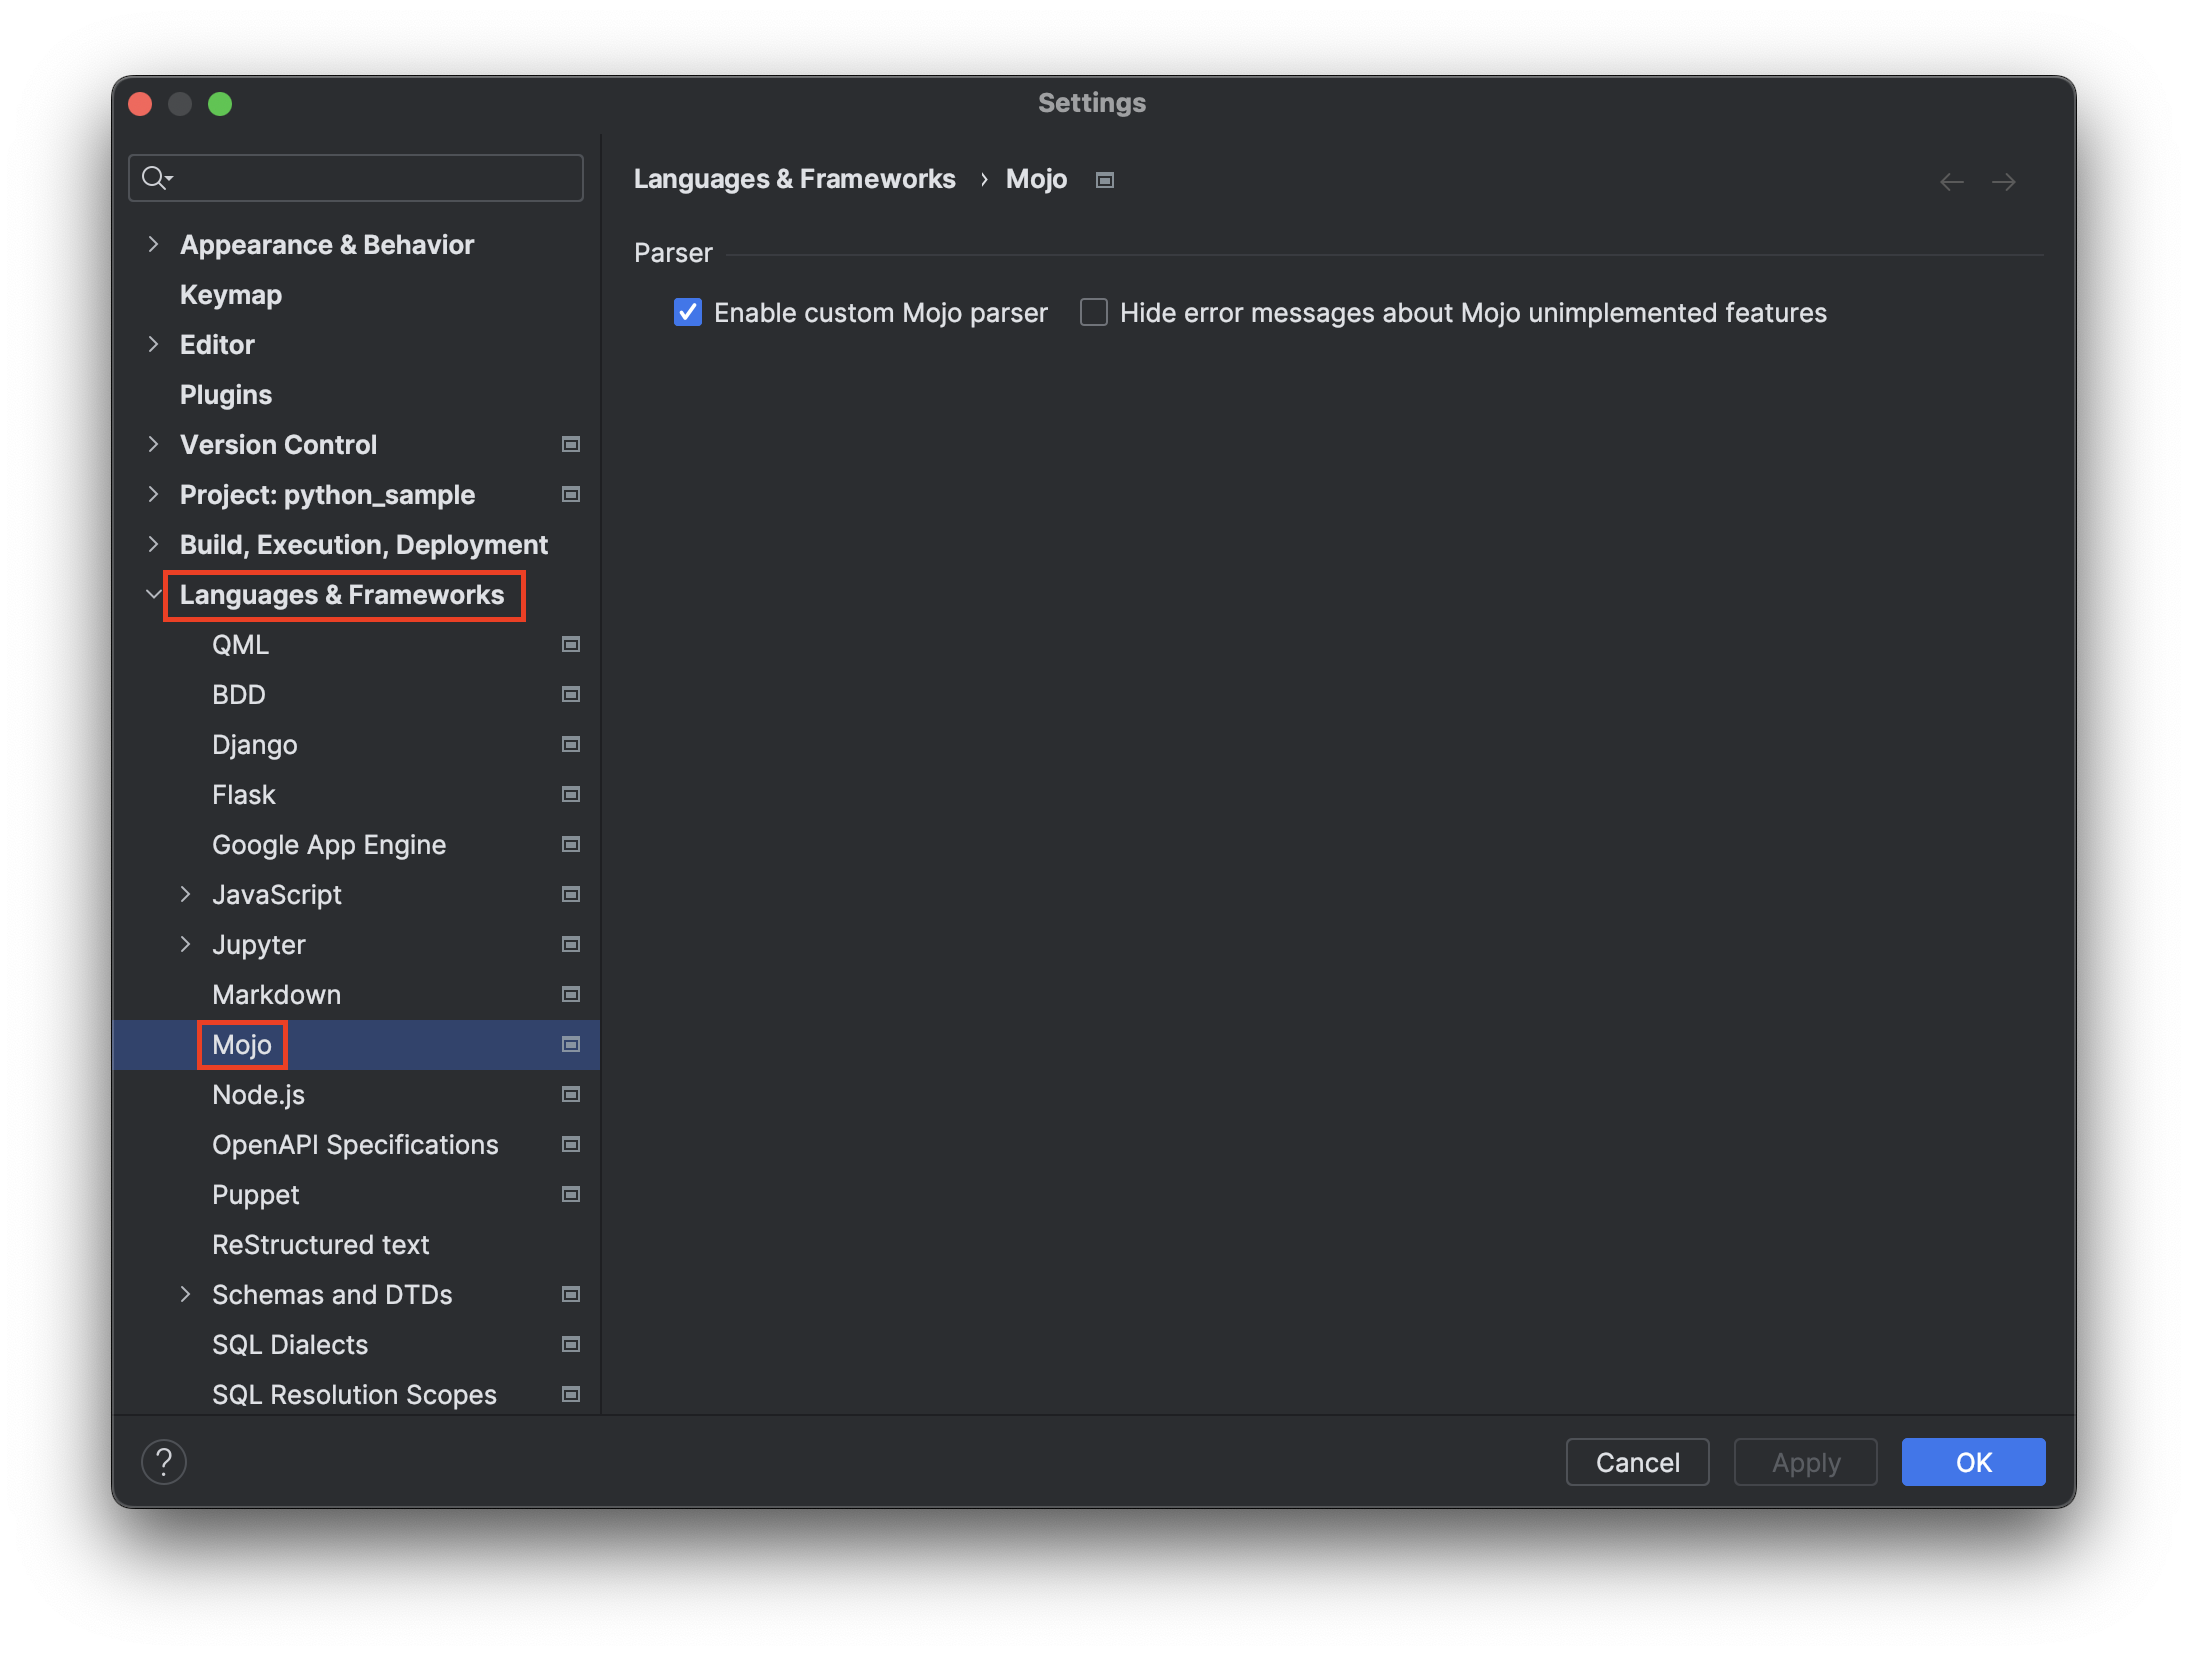 Settings
Appearance & Behavior
Keymap
Editor
Plugins
Version Control
Project: python_sample
Build, Execution, Deployment
Languages & Frameworks
QML
BDD
Django
Flask
Google App Engine
JavaScript
Jupyter
Markdown
Mojo
Node.js
OpenAPI Specifications
Puppet
ReStructured text
Schemas and DTDs
SQL Dialects
SQL Resolution Scopes
Languages & Frameworks › Mojo
Parser
Enable custom Mojo parser Hide error messages about Mojo unimplemented features
? Cancel Apply OK